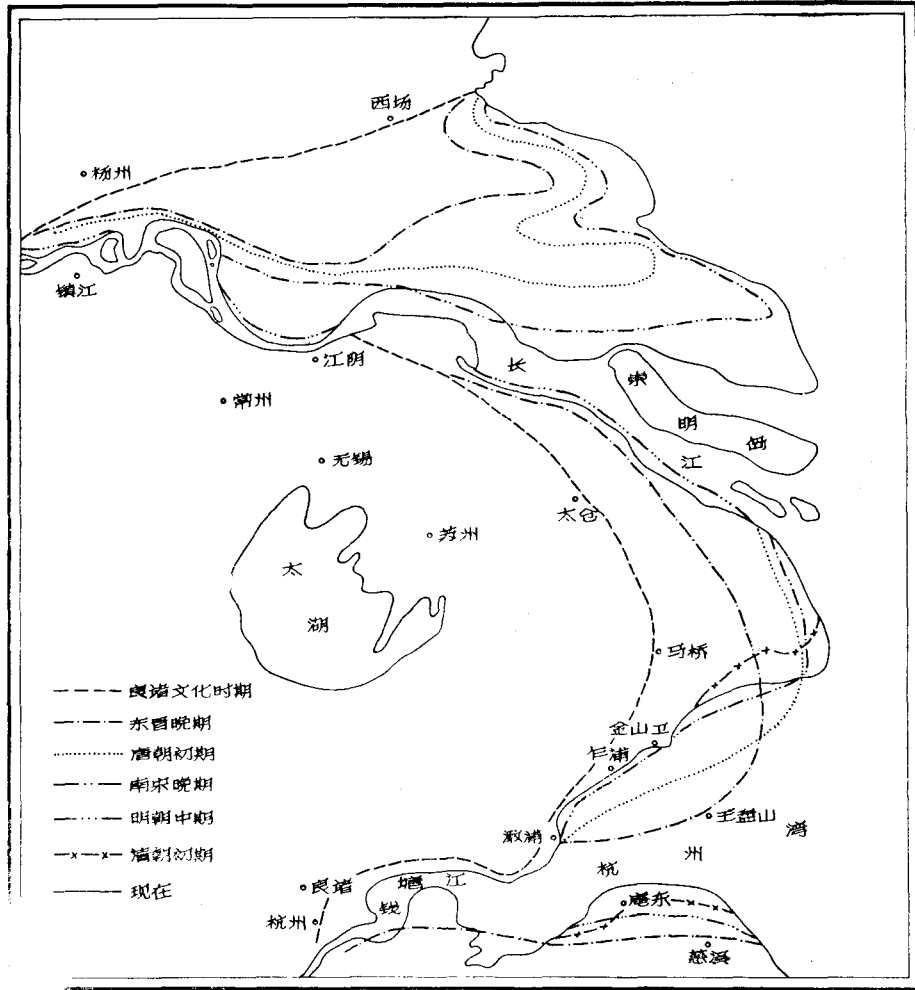 西场
杨州
镇江
江阴
常州
无锡
长
江
崇
明
太仓
苏州
太
湖
马桥
金山卫
乍浦
王盘山
澉浦
杭
州
湾
良渚
钱
塘
江
杭州
庵东
慈溪
良渚文化时期
东晋晚期
唐朝初期
南宋晚期
明朝中期
清朝初期
现在